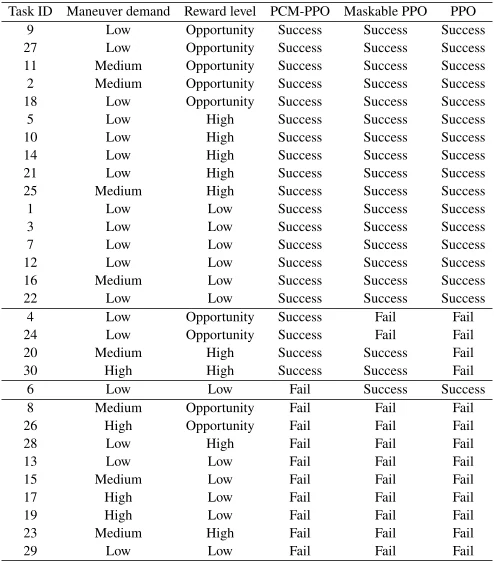 Task ID Maneuver demand Reward level PCM-PPO Maskable PPO PPO
9 Low Opportunity Success Success Success
27 Low Opportunity Success Success Success
11 Medium Opportunity Success Success Success
2 Medium Opportunity Success Success Success
18 Low Opportunity Success Success Success
5 Low High Success Success Success
10 Low High Success Success Success
14 Low High Success Success Success
21 Low High Success Success Success
25 Medium High Success Success Success
1 Low Low Success Success Success
3 Low Low Success Success Success
7 Low Low Success Success Success
12 Low Low Success Success Success
16 Medium Low Success Success Success
22 Low Low Success Success Success
4 Low Opportunity Success Fail Fail
24 Low Opportunity Success Fail Fail
20 Medium High Success Success Fail
30 High High Success Success Fail
6 Low Low Fail Success Success
8 Medium Opportunity Fail Fail Fail
26 High Opportunity Fail Fail Fail
28 Low High Fail Fail Fail
13 Low Low Fail Fail Fail
15 Medium Low Fail Fail Fail
17 High Low Fail Fail Fail
19 High Low Fail Fail Fail
23 Medium High Fail Fail Fail
29 Low Low Fail Fail Fail